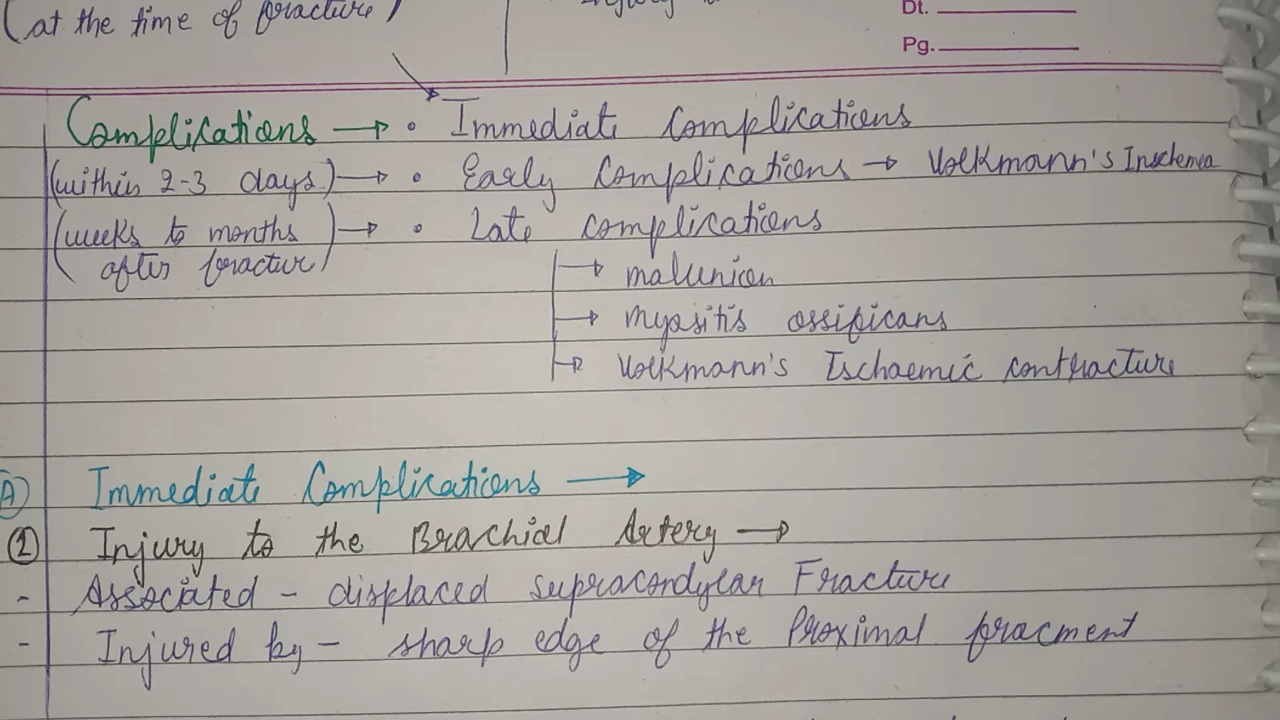 (at the time of fracture)
Dt.
Pg.
Complications → • Immediate Complications
(within 2-3 days) → • Early Complications → Volkmann's Inschemea
(weeks to months after fractur) → • Late complications
→ malunion
→ myositis ossificans
→ Volkmann's Ischaemic contracture
A) Immediate Complications →
① Injury to the Brachial Artery →
- Associated - displaced supracondylar Fracture
- Injured by - sharp edge of the Proximal fracment